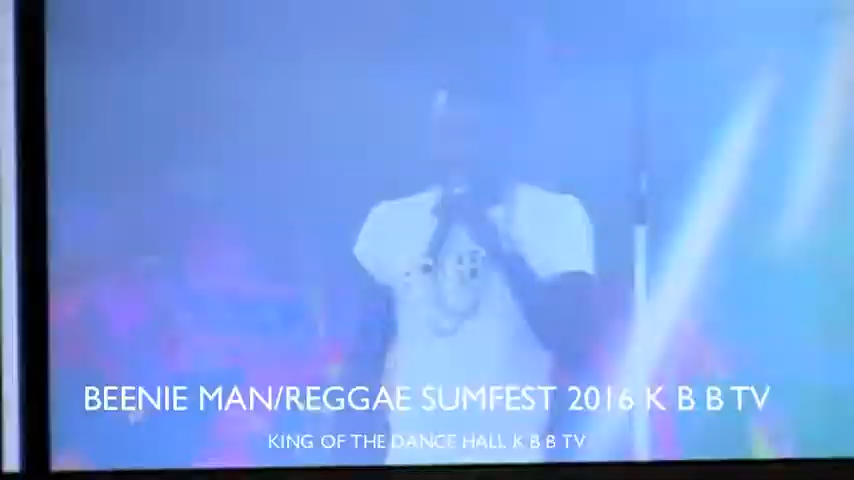 BEENIE MAN/REGGAE SUMFEST 2016 K B B TV
KING OF THE DANCE HALL K B B TV